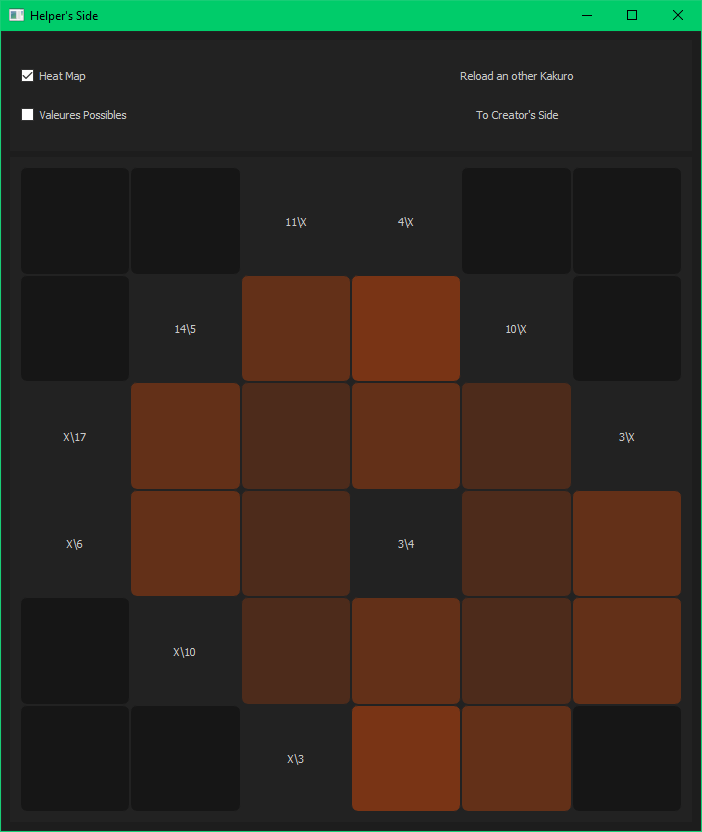 Helper's Side
Heat Map
Reload an other Kakuro
Valeures Possibles
To Creator's Side
11\X
4\X
14\5
10\X
X\17
3\X
X\6
3\4
X\10
X\3